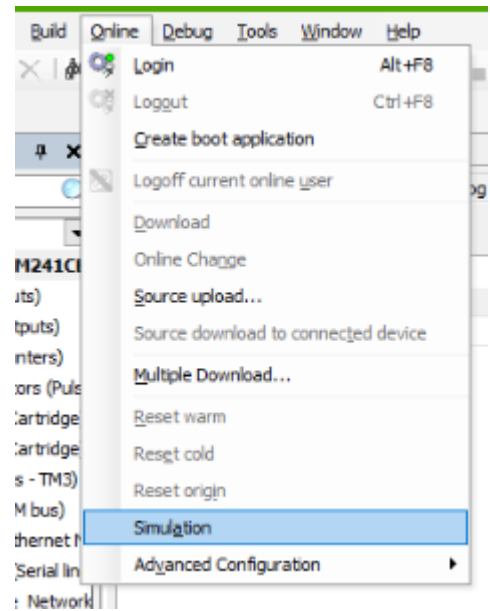 Build Online Debug Tools Window Help
Login Alt+F8
Logout Ctrl+F8
Create boot application
Logoff current online user
Download
Online Change
Source upload...
Source download to connected device
Multiple Download...
Reset warm
Reset cold
Reset origin
Simulation
Advanced Configuration
M241C
uts)
tputs)
nters)
ors (Puls
Cartridge
Cartridge
s - TM3)
M bus)
thernet N
(Serial lin
Network